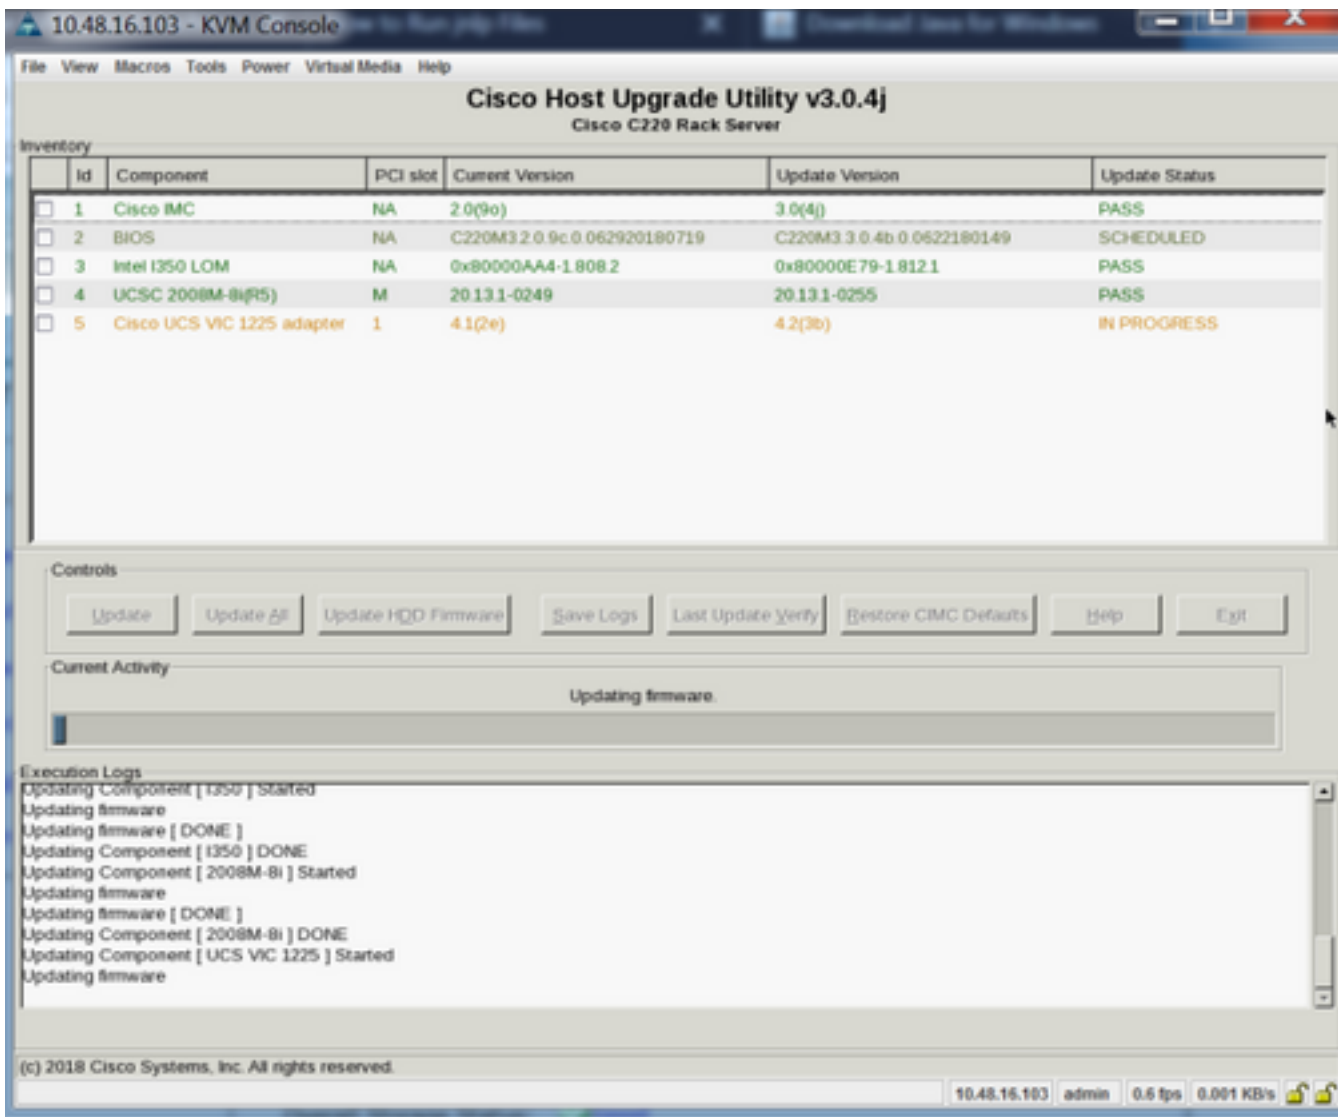 10.48.16.103 - KVM Console
How to Run jnlp Files
Download Java for Windows
File View Macros Tools Power Virtual Media Help
Cisco Host Upgrade Utility v3.0.4j
Cisco C220 Rack Server
Inventory
Id Component PCI slot Current Version Update Version Update Status
1 Cisco IMC NA 2.0(9o) 3.0(4j) PASS
2 BIOS NA C220M3.2.0.9c.0.062920180719 C220M3.3.0.4b.0.0622180149 SCHEDULED
3 Intel I350 LOM NA 0x80000AA4-1.808.2 0x80000E79-1.812.1 PASS
4 UCSC 2008M-8i(R5) M 20.13.1-0249 20.13.1-0255 PASS
5 Cisco UCS VIC 1225 adapter 1 4.1(2e) 4.2(3b) IN PROGRESS
Controls
Update Update All Update HDD Firmware Save Logs Last Update Verify Restore CIMC Defaults Help Exit
Current Activity
Updating firmware.
Execution Logs
Updating Component [ I350 ] Started
Updating firmware
Updating firmware [ DONE ]
Updating Component [ I350 ] DONE
Updating Component [ 2008M-8i ] Started
Updating firmware
Updating firmware [ DONE ]
Updating Component [ 2008M-8i ] DONE
Updating Component [ UCS VIC 1225 ] Started
Updating firmware
(c) 2018 Cisco Systems, Inc. All rights reserved.
10.48.16.103 admin 0.6 fps 0.001 KB/s